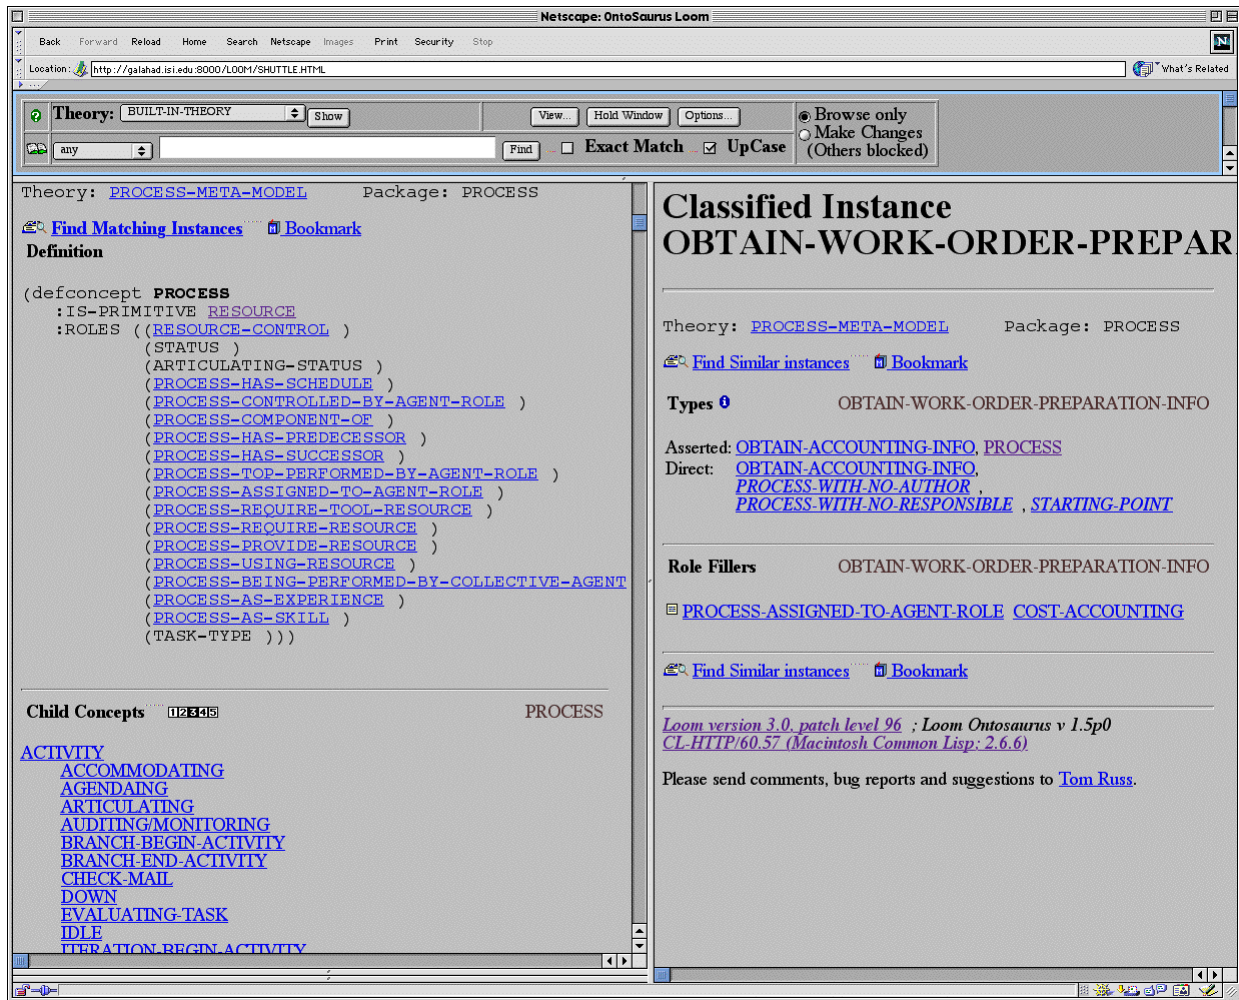 Netscape: OntoSaurus Loom
Back Forward Reload Home Search Netscape Images Print Security Stop
N
Location: http://galahad.isi.edu:8000/LOOM/SHUTTLE.HTML What's Related
Theory: BUILT-IN-THEORY Show View... Hold Window Options... Browse only
Make Changes
any Find Exact Match UpCase (Others blocked)
Theory: PROCESS-META-MODEL Package: PROCESS
Find Matching Instances Bookmark
Definition
(defconcept PROCESS
:IS-PRIMITIVE RESOURCE
:ROLES ((RESOURCE-CONTROL )
(STATUS )
(ARTICULATING-STATUS )
(PROCESS-HAS-SCHEDULE )
(PROCESS-CONTROLLED-BY-AGENT-ROLE )
(PROCESS-COMPONENT-OF )
(PROCESS-HAS-PREDECESSOR )
(PROCESS-HAS-SUCCESSOR )
(PROCESS-TOP-PERFORMED-BY-AGENT-ROLE )
(PROCESS-ASSIGNED-TO-AGENT-ROLE )
(PROCESS-REQUIRE-TOOL-RESOURCE )
(PROCESS-REQUIRE-RESOURCE )
(PROCESS-PROVIDE-RESOURCE )
(PROCESS-USING-RESOURCE )
(PROCESS-BEING-PERFORMED-BY-COLLECTIVE-AGENT
(PROCESS-AS-EXPERIENCE )
(PROCESS-AS-SKILL )
(TASK-TYPE )))
Child Concepts 12345 PROCESS
ACTIVITY
ACCOMMODATING
AGENDAING
ARTICULATING
AUDITING/MONITORING
BRANCH-BEGIN-ACTIVITY
BRANCH-END-ACTIVITY
CHECK-MAIL
DOWN
EVALUATING-TASK
IDLE
ITERATION-BEGIN-ACTIVITY
Classified Instance
OBTAIN-WORK-ORDER-PREPAR
Theory: PROCESS-META-MODEL Package: PROCESS
Find Similar instances Bookmark
Types OBTAIN-WORK-ORDER-PREPARATION-INFO
Asserted: OBTAIN-ACCOUNTING-INFO, PROCESS
Direct: OBTAIN-ACCOUNTING-INFO,
PROCESS-WITH-NO-AUTHOR ,
PROCESS-WITH-NO-RESPONSIBLE , STARTING-POINT
Role Fillers OBTAIN-WORK-ORDER-PREPARATION-INFO
PROCESS-ASSIGNED-TO-AGENT-ROLE COST-ACCOUNTING
Find Similar instances Bookmark
Loom version 3.0, patch level 96 ; Loom Ontosaurus v 1.5p0
CL-HTTP/60.57 (Macintosh Common Lisp: 2.6.6)
Please send comments, bug reports and suggestions to Tom Russ.